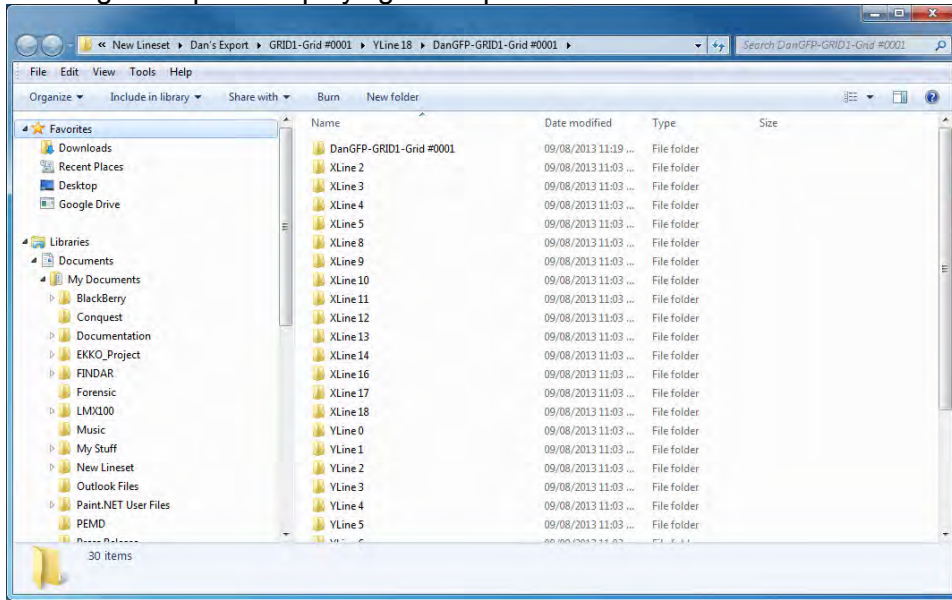 « New Lineset ▸ Dan's Export ▸ GRID1-Grid #0001 ▸ YLine 18 ▸ DanGFP-GRID1-Grid #0001 ▸
Search DanGFP-GRID1-Grid #0001
File Edit View Tools Help
Organize Include in library Share with Burn New folder
Name Date modified Type Size
Favorites
Downloads
Recent Places
Desktop
Google Drive
Libraries
Documents
My Documents
BlackBerry
Conquest
Documentation
EKKO_Project
FINDAR
Forensic
LMX100
Music
My Stuff
New Lineset
Outlook Files
Paint.NET User Files
PEMD
DanGFP-GRID1-Grid #0001 09/08/2013 11:19 ... File folder
XLine 2 09/08/2013 11:03 ... File folder
XLine 3 09/08/2013 11:03 ... File folder
XLine 4 09/08/2013 11:03 ... File folder
XLine 5 09/08/2013 11:03 ... File folder
XLine 8 09/08/2013 11:03 ... File folder
XLine 9 09/08/2013 11:03 ... File folder
XLine 10 09/08/2013 11:03 ... File folder
XLine 11 09/08/2013 11:03 ... File folder
XLine 12 09/08/2013 11:03 ... File folder
XLine 13 09/08/2013 11:03 ... File folder
XLine 14 09/08/2013 11:03 ... File folder
XLine 16 09/08/2013 11:03 ... File folder
XLine 17 09/08/2013 11:03 ... File folder
XLine 18 09/08/2013 11:03 ... File folder
YLine 0 09/08/2013 11:03 ... File folder
YLine 1 09/08/2013 11:03 ... File folder
YLine 2 09/08/2013 11:03 ... File folder
YLine 3 09/08/2013 11:03 ... File folder
YLine 4 09/08/2013 11:03 ... File folder
YLine 5 09/08/2013 11:03 ... File folder
30 items